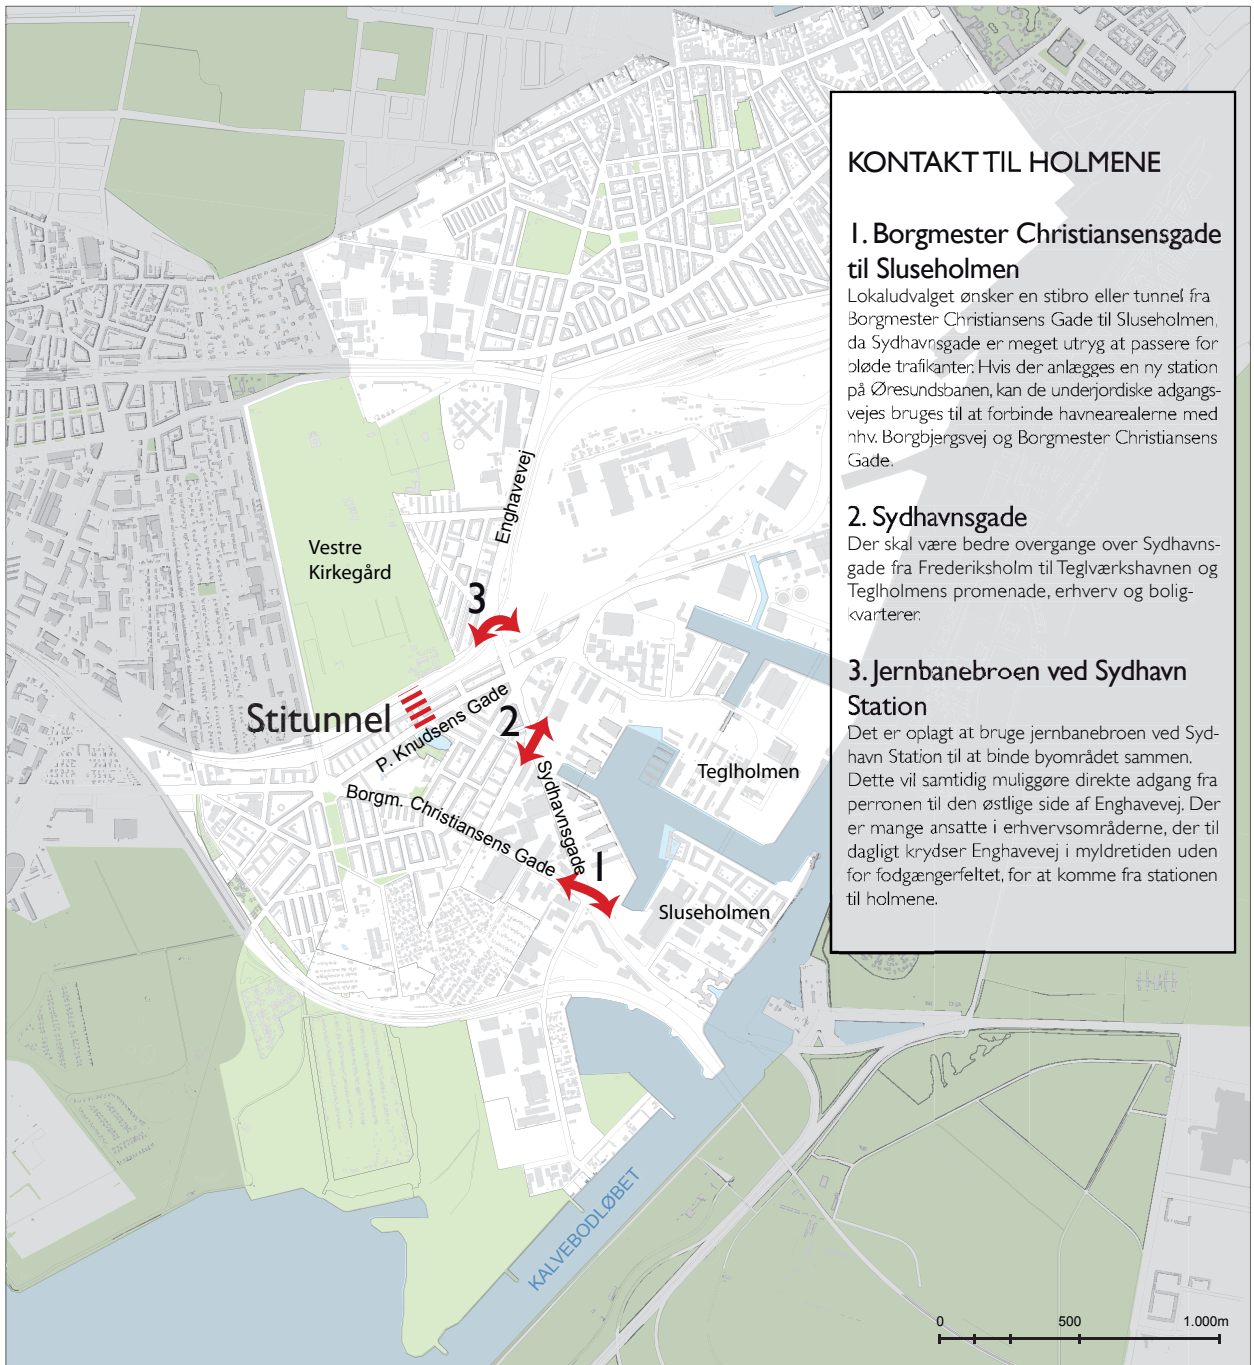 KONTAKT TIL HOLMENE
1. Borgmester Christiansensgade
til Sluseholmen
Lokaludvalget ønsker en stibro eller tunnel fra
Borgmester Christiansens Gade til Sluseholmen,
da Sydhavnsgade er meget utryg at passere for
bløde trafikanter. Hvis der anlægges en ny station
på Øresundsbanen, kan de underjordiske adgangs-
vejes bruges til at forbinde havnearealerne med
hhv. Borgbjergsvej og Borgmester Christiansens
Gade.
2. Sydhavnsgade
Der skal være bedre overgange over Sydhavns-
gade fra Frederiksholm til Teglværkshavnen og
Teglholmens promenade, erhverv og bolig-
kvarterer.
3. Jernbanebroen ved Sydhavn
Station
Det er oplagt at bruge jernbanebroen ved Syd-
havn Station til at binde byområdet sammen.
Dette vil samtidig muliggøre direkte adgang fra
perronen til den østlige side af Enghavevej. Der
er mange ansatte i erhvervsområderne, der til
dagligt krydser Enghavevej i myldretiden uden
for fodgængerfeltet, for at komme fra stationen
til holmene.
Enghavevej
Vestre
Kirkegård
3
Stitunnel
P. Knudsens Gade
2
Sydhavnsgade
Teglholmen
Borgm. Christiansens Gade
1
Sluseholmen
KALVEBODLØBET
0 500 1.000m